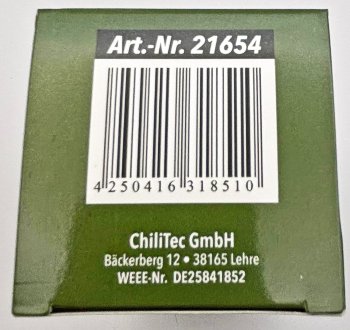 Art.-Nr. 21654
4 250416 318510
ChiliTec GmbH
Bäckerberg 12 • 38165 Lehre
WEEE-Nr. DE25841852